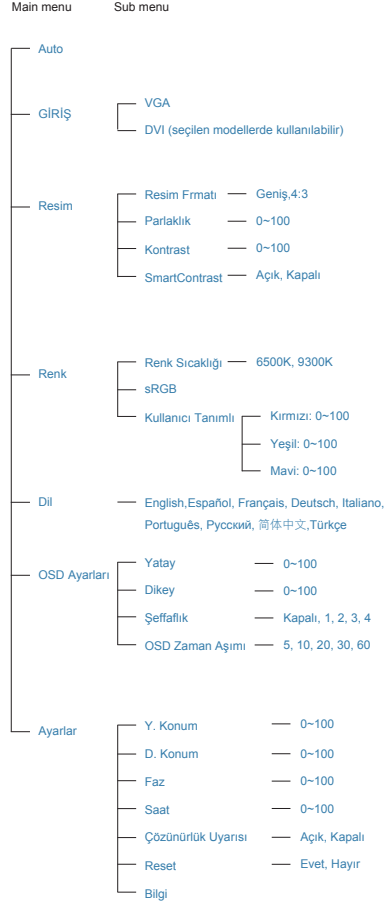 Main menu Sub menu
Auto
GİRİŞ
VGA
DVI (seçilen modellerde kullanılabilir)
Resim
Resim Frmatı Geniş,4:3
Parlaklık 0~100
Kontrast 0~100
SmartContrast Açık, Kapalı
Renk
Renk Sıcaklığı 6500K, 9300K
sRGB
Kullanıcı Tanımlı Kırmızı: 0~100
Yeşil: 0~100
Mavi: 0~100
Dil English,Español, Français, Deutsch, Italiano,
Português, Русский, 简体中文,Türkçe
OSD Ayarları
Yatay 0~100
Dikey 0~100
Şeffaflık Kapalı, 1, 2, 3, 4
OSD Zaman Aşımı 5, 10, 20, 30, 60
Ayarlar
Y. Konum 0~100
D. Konum 0~100
Faz 0~100
Saat 0~100
Çözünürlük Uyarısı Açık, Kapalı
Reset Evet, Hayır
Bilgi